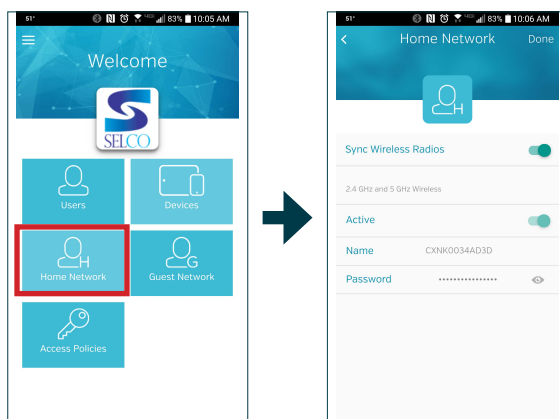 51° 83% 10:05 AM
Welcome
SELCO
Users
Devices
H
Home Network
G
Guest Network
Access Policies
51° 83% 10:06 AM
Home Network Done
H
Sync Wireless Radios
2.4 GHz and 5 GHz Wireless
Active
Name CXNK0034AD3D
Password ···············